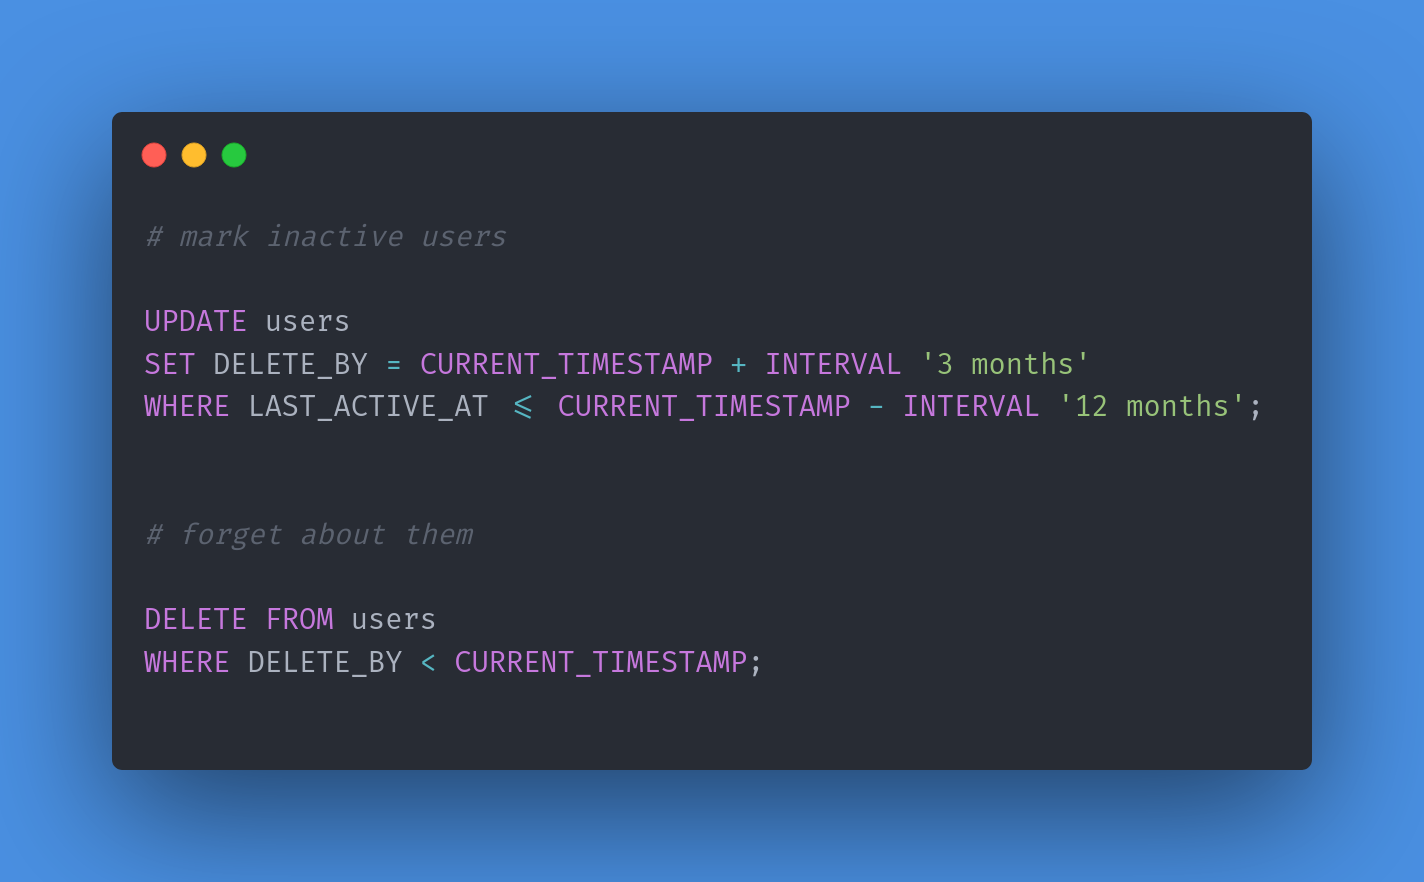 # mark inactive users
UPDATE users
SET DELETE_BY = CURRENT_TIMESTAMP + INTERVAL '3 months'
WHERE LAST_ACTIVE_AT <= CURRENT_TIMESTAMP - INTERVAL '12 months';
# forget about them
DELETE FROM users
WHERE DELETE_BY < CURRENT_TIMESTAMP;